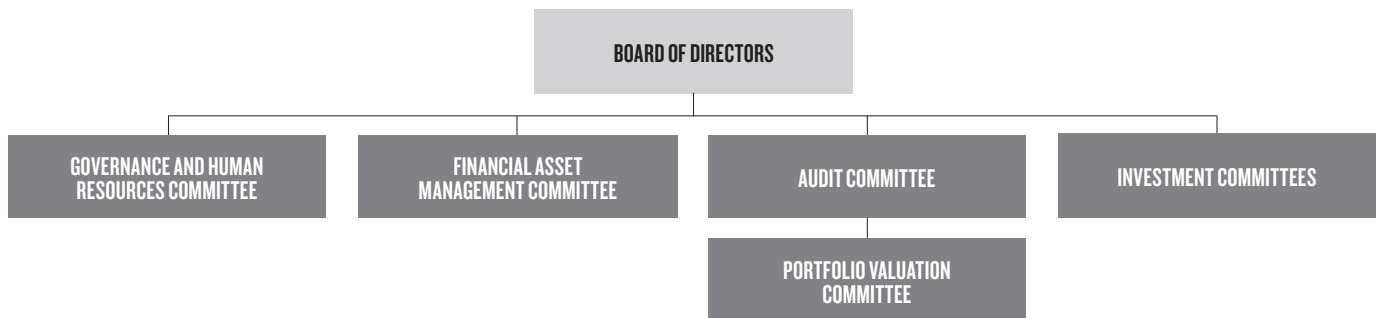 BOARD OF DIRECTORS
GOVERNANCE AND HUMAN
RESOURCES COMMITTEE
FINANCIAL ASSET
MANAGEMENT COMMITTEE
AUDIT COMMITTEE
INVESTMENT COMMITTEES
PORTFOLIO VALUATION
COMMITTEE